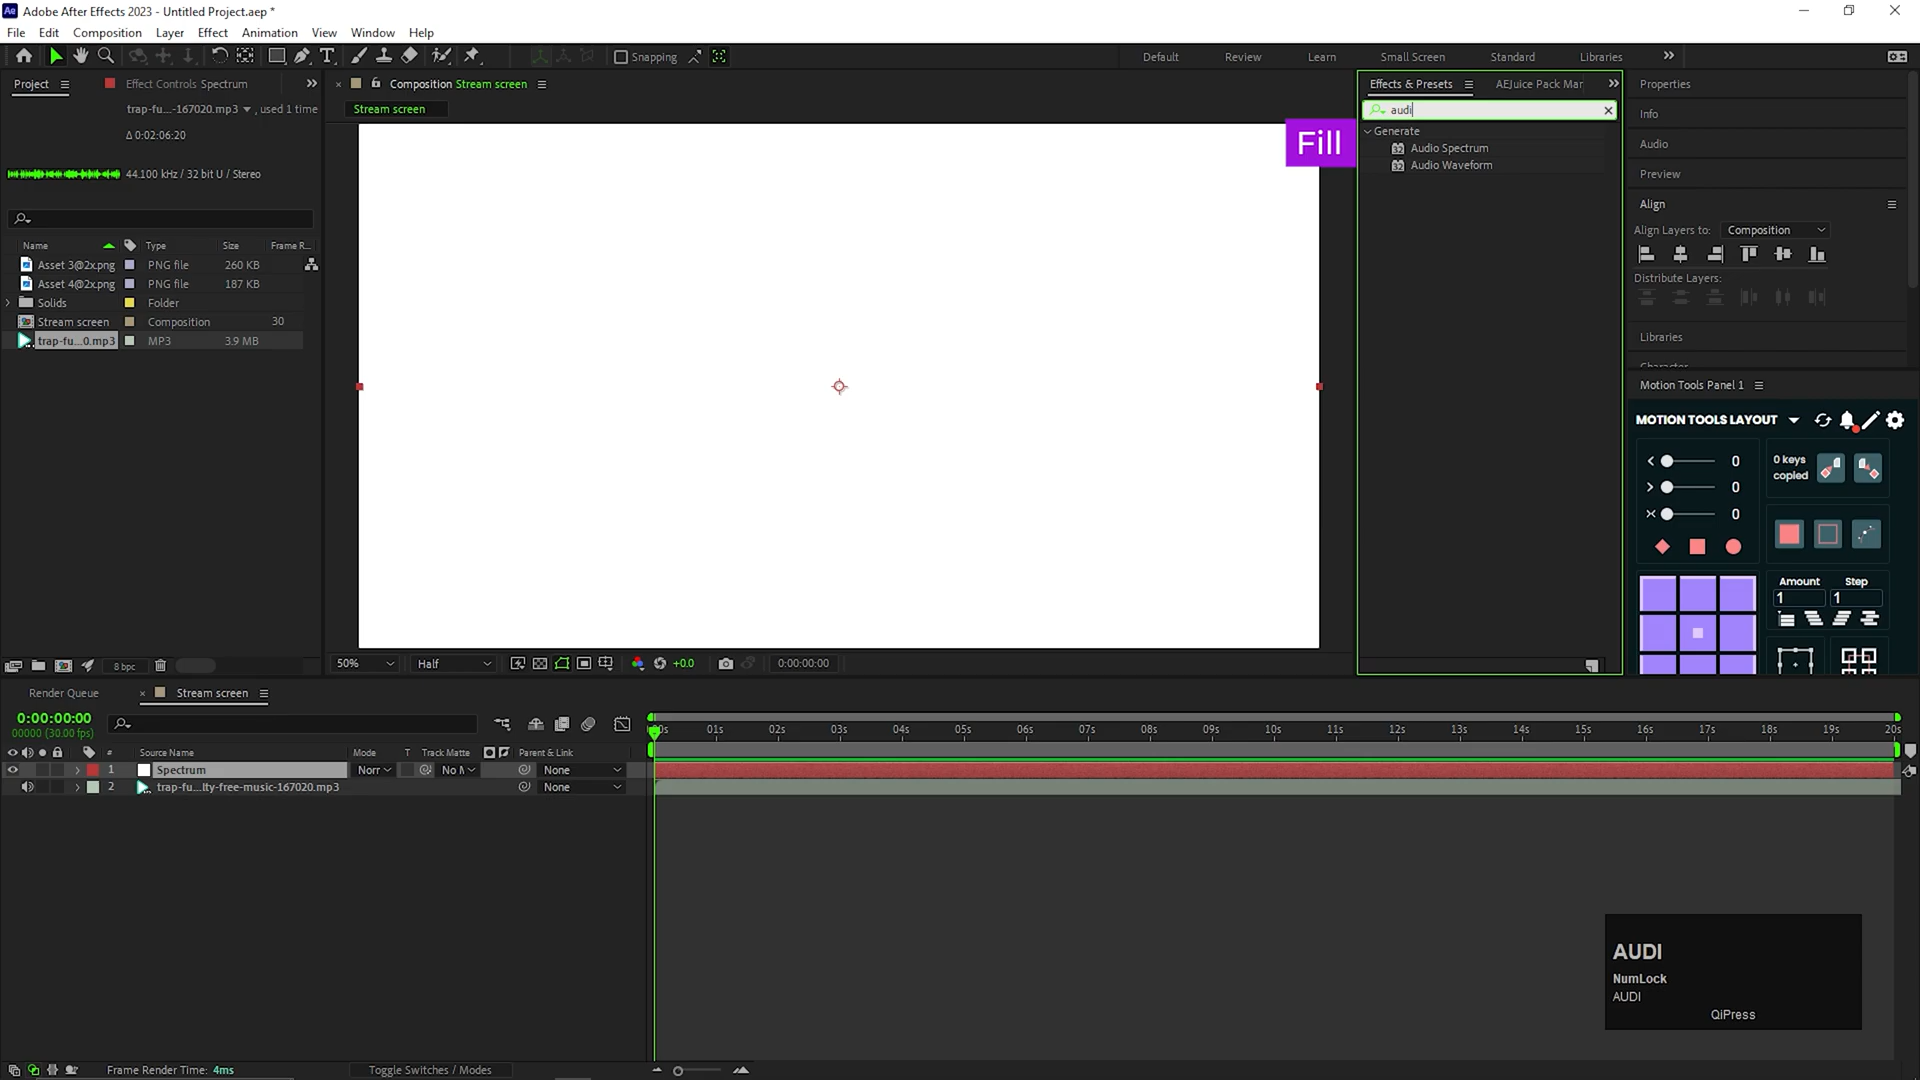 Adobe After Effects 2023 - Untitled Project.aep *
File Edit Composition Layer Effect Animation View Window Help
Snapping
Default Review Learn Small Screen Standard Libraries
Project
Effect Controls Spectrum
trap-fu...-167020.mp3 , used 1 time
Δ 0:02:06:20
44.100 kHz / 32 bit U / Stereo
Name Type Size Frame R...
Asset 3@2x.png PNG file 260 KB
Asset 4@2x.png PNG file 187 KB
Solids Folder
Stream screen Composition 30
trap-fu...0.mp3 MP3 3.9 MB
8 bpc
Composition Stream screen
Stream screen
50% Half +0.0 0:00:00:00
Fill
Effects & Presets
AEJuice Pack Mar
audi
Generate
Audio Spectrum
Audio Waveform
Properties
Info
Audio
Preview
Align
Align Layers to: Composition
Distribute Layers:
Libraries
Character
Motion Tools Panel 1
MOTION TOOLS LAYOUT
0
0
0
0 keys
copied
Amount Step
1 1
Render Queue
Stream screen
0:00:00:00
00000 (30.00 fps)
# Source Name Mode T Track Matte Parent & Link
1 Spectrum Norr No M None
2 trap-fu...lty-free-music-167020.mp3 None
01s 02s 03s 04s 05s 06s 07s 08s 09s 10s 11s 12s 13s 14s 15s 16s 17s 18s 19s 20s
AUDI
NumLock
AUDI
QiPress
Frame Render Time: 4ms
Toggle Switches / Modes